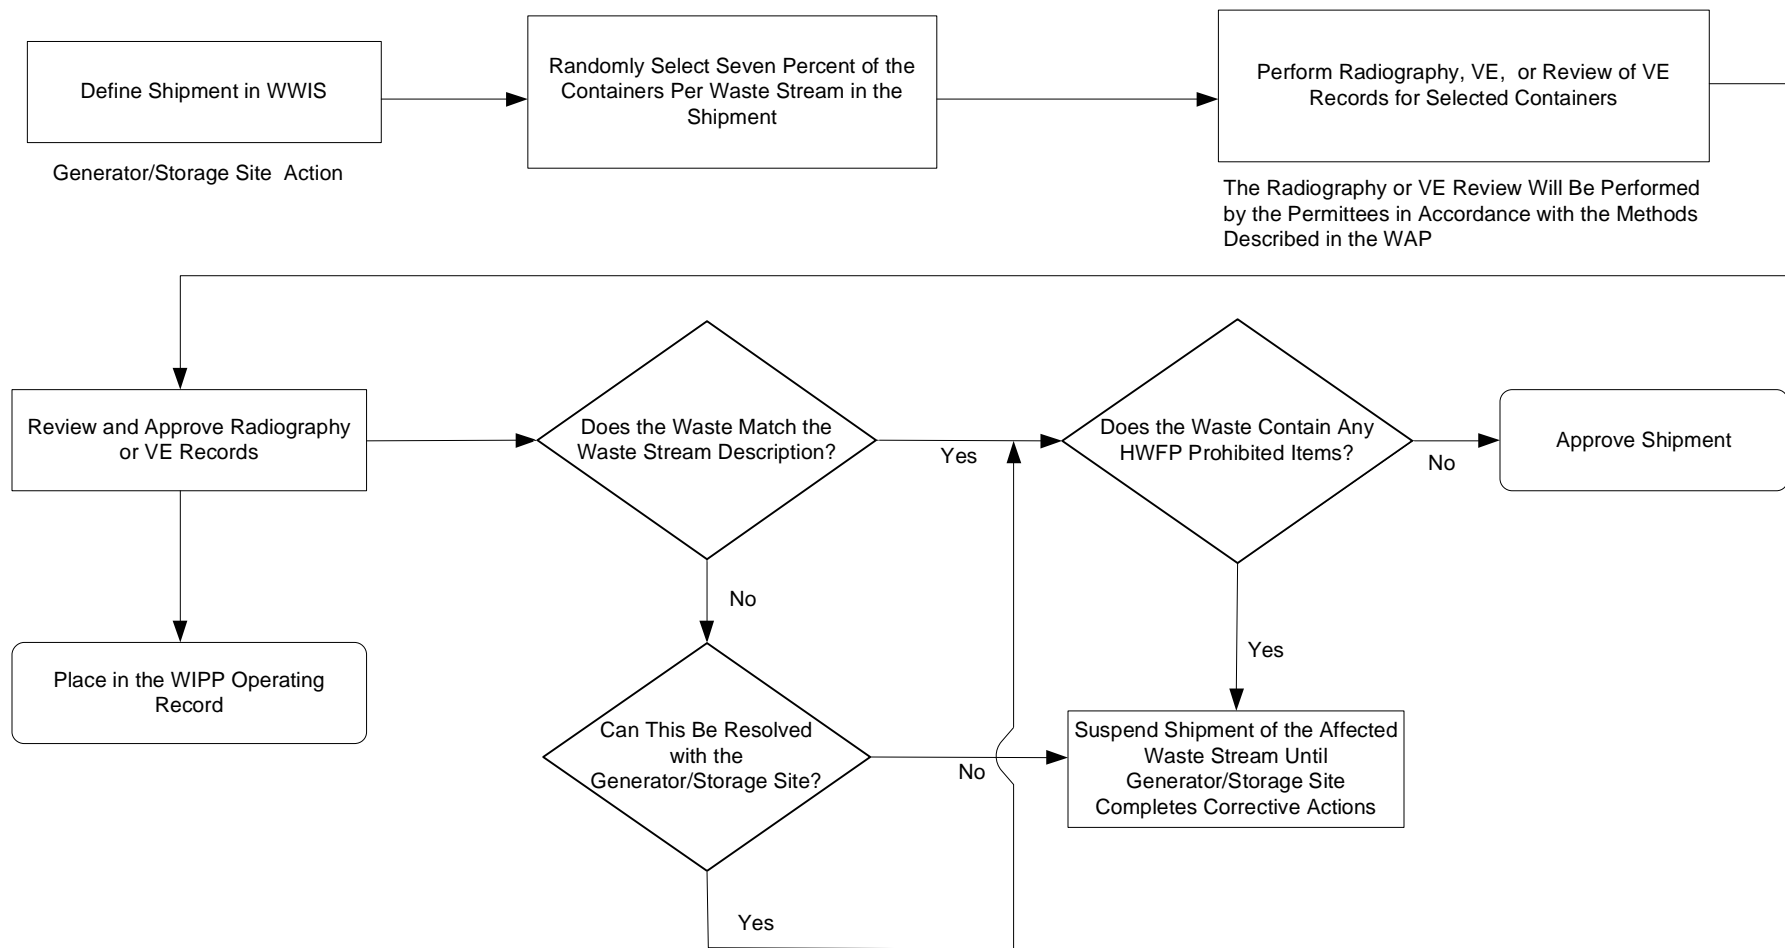 Define Shipment in WWIS
Generator/Storage Site Action
Randomly Select Seven Percent of the
Containers Per Waste Stream in the
Shipment
Perform Radiography, VE, or Review of VE
Records for Selected Containers
The Radiography or VE Review Will Be Performed
by the Permittees in Accordance with the Methods
Described in the WAP
Review and Approve Radiography
or VE Records
Place in the WIPP Operating
Record
Does the Waste Match the
Waste Stream Description?
Yes
No
Can This Be Resolved
with the
Generator/Storage Site?
No
Yes
Does the Waste Contain Any
HWFP Prohibited Items?
No
Yes
Approve Shipment
Suspend Shipment of the Affected
Waste Stream Until
Generator/Storage Site
Completes Corrective Actions